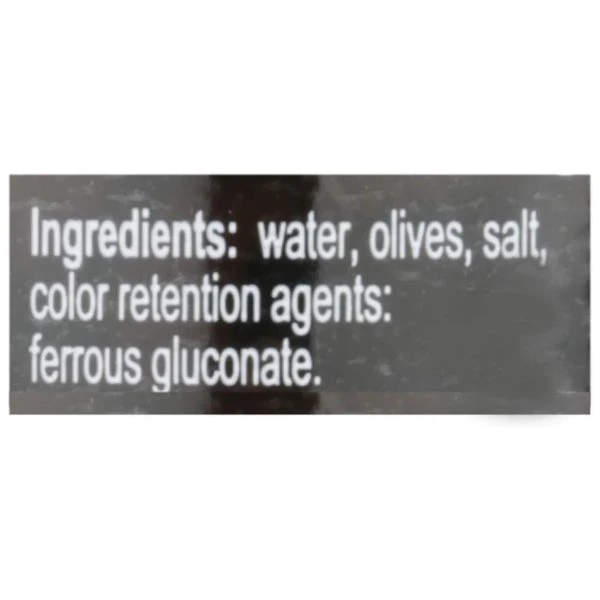 Ingredients: water, olives, salt,
color retention agents:
ferrous gluconate.